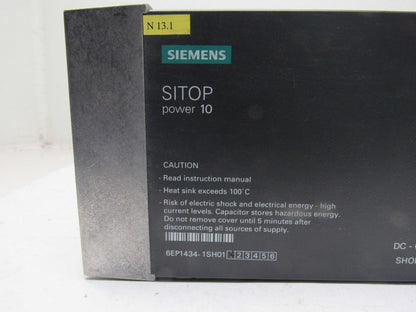 N 13.1
SIEMENS
SITOP
power 10
CAUTION
- Read instruction manual
- Heat sink exceeds 100°C
- Risk of electric shock and electrical energy - high
current levels. Capacitor stores hazardous energy.
Do not remove cover until 5 minutes after
disconnecting all sources of supply.
6EP1434-1SH01 2 3 4 5 6
DC -
SHO